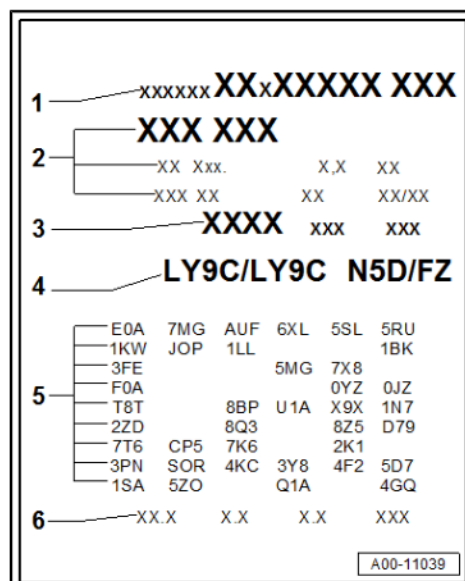 1 xxxxxx XXxXXXXX XXX
2 XXX XXX
XX Xxx. X,X XX
XXX XX XX XX/XX
3 XXXX XXX XXX
4 LY9C/LY9C N5D/FZ
E0A 7MG AUF 6XL 5SL 5RU
1KW JOP 1LL 1BK
3FE 5MG 7X8
5 F0A 0YZ 0JZ
T8T 8BP U1A X9X 1N7
2ZD 8Q3 8Z5 D79
7T6 CP5 7K6 2K1
3PN SOR 4KC 3Y8 4F2 5D7
1SA 5ZO Q1A 4GQ
6 XX.X X.X X.X XXX
A00-11039